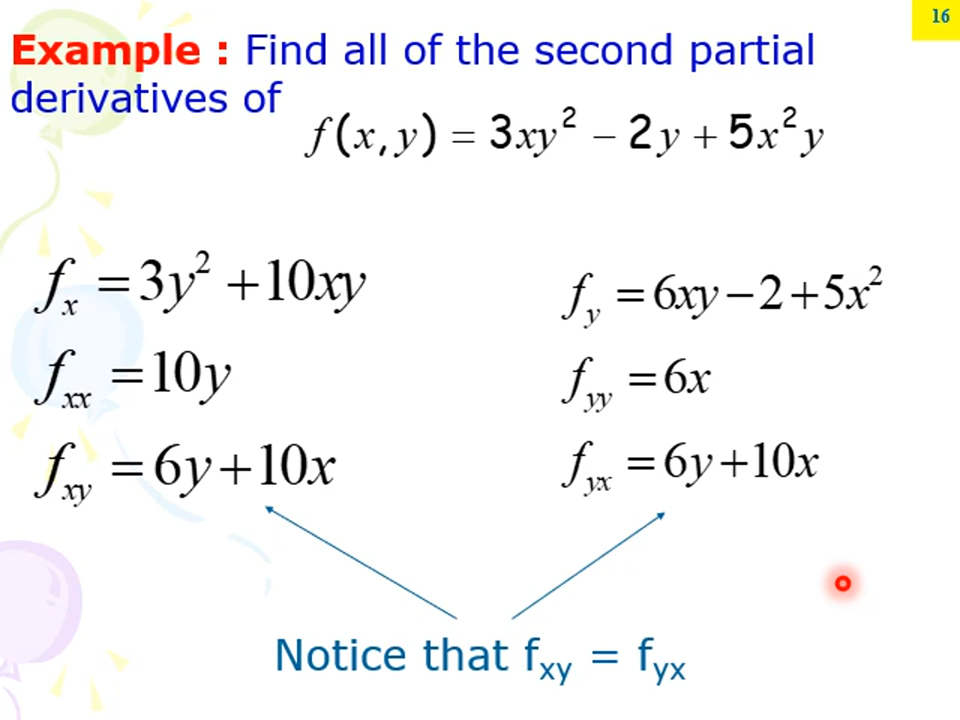 16
Example : Find all of the second partial
derivatives of
f(x,y) = 3xy² − 2y + 5x²y
fₓ = 3y² + 10xy
f_xx = 10y
f_xy = 6y + 10x
f_y = 6xy − 2 + 5x²
f_yy = 6x
f_yx = 6y + 10x
Notice that f_xy = f_yx